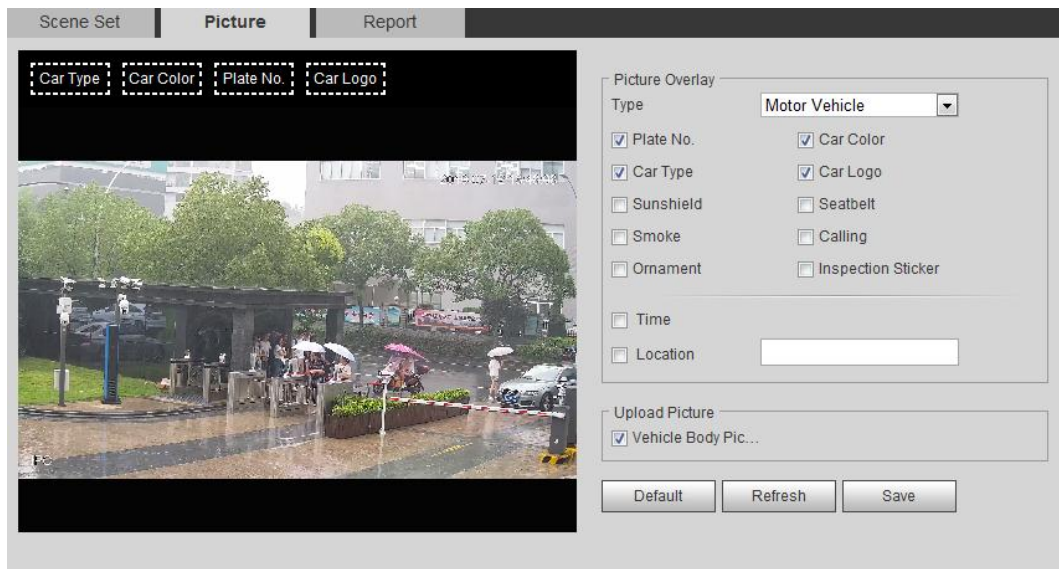 Scene Set Picture Report
Car Type Car Color Plate No. Car Logo
Picture Overlay
Type Motor Vehicle
Plate No. Car Color
Car Type Car Logo
Sunshield Seatbelt
Smoke Calling
Ornament Inspection Sticker
Time
Location
Upload Picture
Vehicle Body Pic...
Default Refresh Save